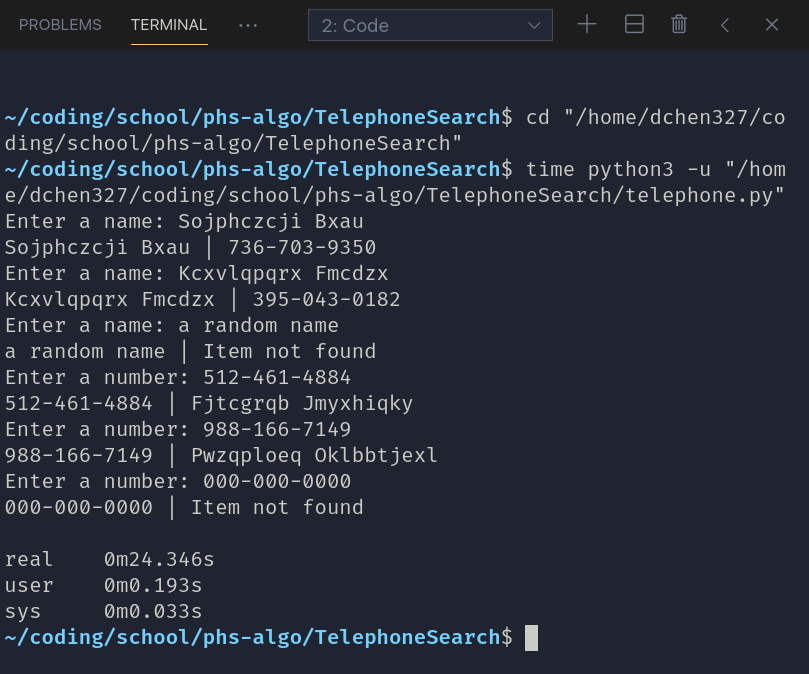 PROBLEMS TERMINAL ··· 2: Code
~/coding/school/phs-algo/TelephoneSearch$ cd "/home/dchen327/co
ding/school/phs-algo/TelephoneSearch"
~/coding/school/phs-algo/TelephoneSearch$ time python3 -u "/hom
e/dchen327/coding/school/phs-algo/TelephoneSearch/telephone.py"
Enter a name: Sojphczcji Bxau
Sojphczcji Bxau | 736-703-9350
Enter a name: Kcxvlqpqrx Fmcdzx
Kcxvlqpqrx Fmcdzx | 395-043-0182
Enter a name: a random name
a random name | Item not found
Enter a number: 512-461-4884
512-461-4884 | Fjtcgrqb Jmyxhiqky
Enter a number: 988-166-7149
988-166-7149 | Pwzqploeq Oklbbtjexl
Enter a number: 000-000-0000
000-000-0000 | Item not found
real 0m24.346s
user 0m0.193s
sys 0m0.033s
~/coding/school/phs-algo/TelephoneSearch$